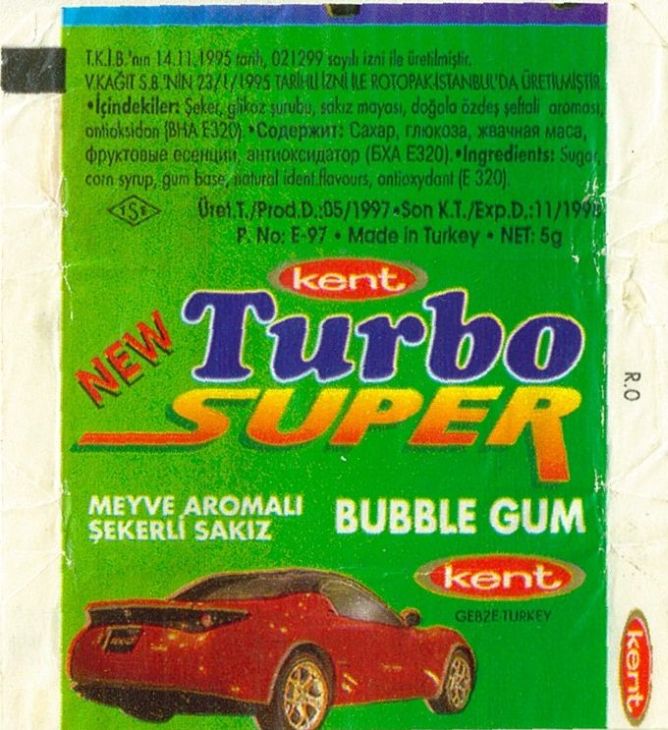 T.K.İ.B.'nın 14.11.1995 tarih, 021299 sayılı izni ile üretilmiştir.
V.KAĞIT S.B.'NİN 23/1/1995 TARİHLİ İZNİ İLE ROTOPAK-İSTANBUL'DA ÜRETİLMİŞTİR.
•İçindekiler: Şeker, glikoz şurubu, sakız mayası, doğala özdeş şeftali aroması,
antioksidan (BHA E320). •Содержит: Сахар, глюкоза, жвачная маса,
фруктовые есенции, антиоксидатор (БХА Е320). •Ingredients: Sugar,
corn syrup, gum base, natural ident.flavours, antioxydant (E 320).
TSE Üret.T./Prod.D.:05/1997•Son K.T./Exp.D.:11/199
P. No: E-97 • Made in Turkey • NET: 5g
kent
NEW Turbo
SUPER
R.O
MEYVE AROMALI
ŞEKERLİ SAKIZ
BUBBLE GUM
kent
GEBZE-TURKEY
kent